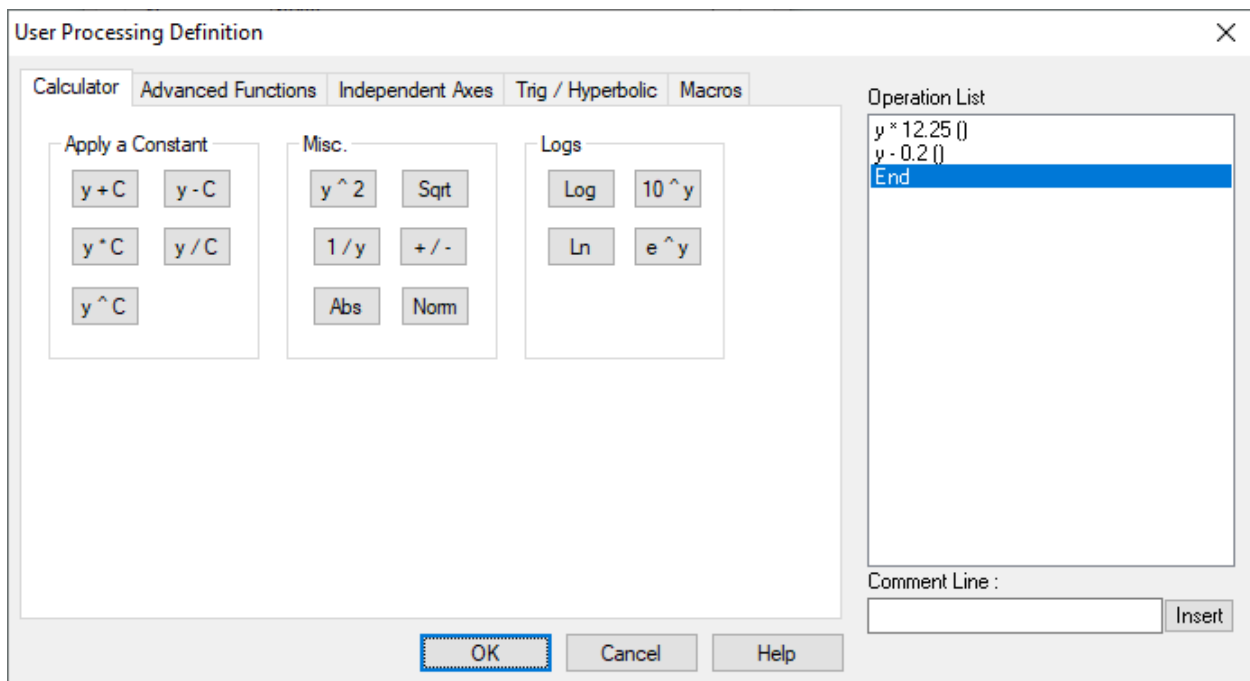 User Processing Definition
Calculator Advanced Functions Independent Axes Trig / Hyperbolic Macros
Apply a Constant
y + C y - C
y * C y / C
y ^ C
Misc.
y ^ 2 Sqrt
1 / y + / -
Abs Norm
Logs
Log 10 ^ y
Ln e ^ y
Operation List
y * 12.25 ()
y - 0.2 ()
End
Comment Line :
Insert
OK Cancel Help